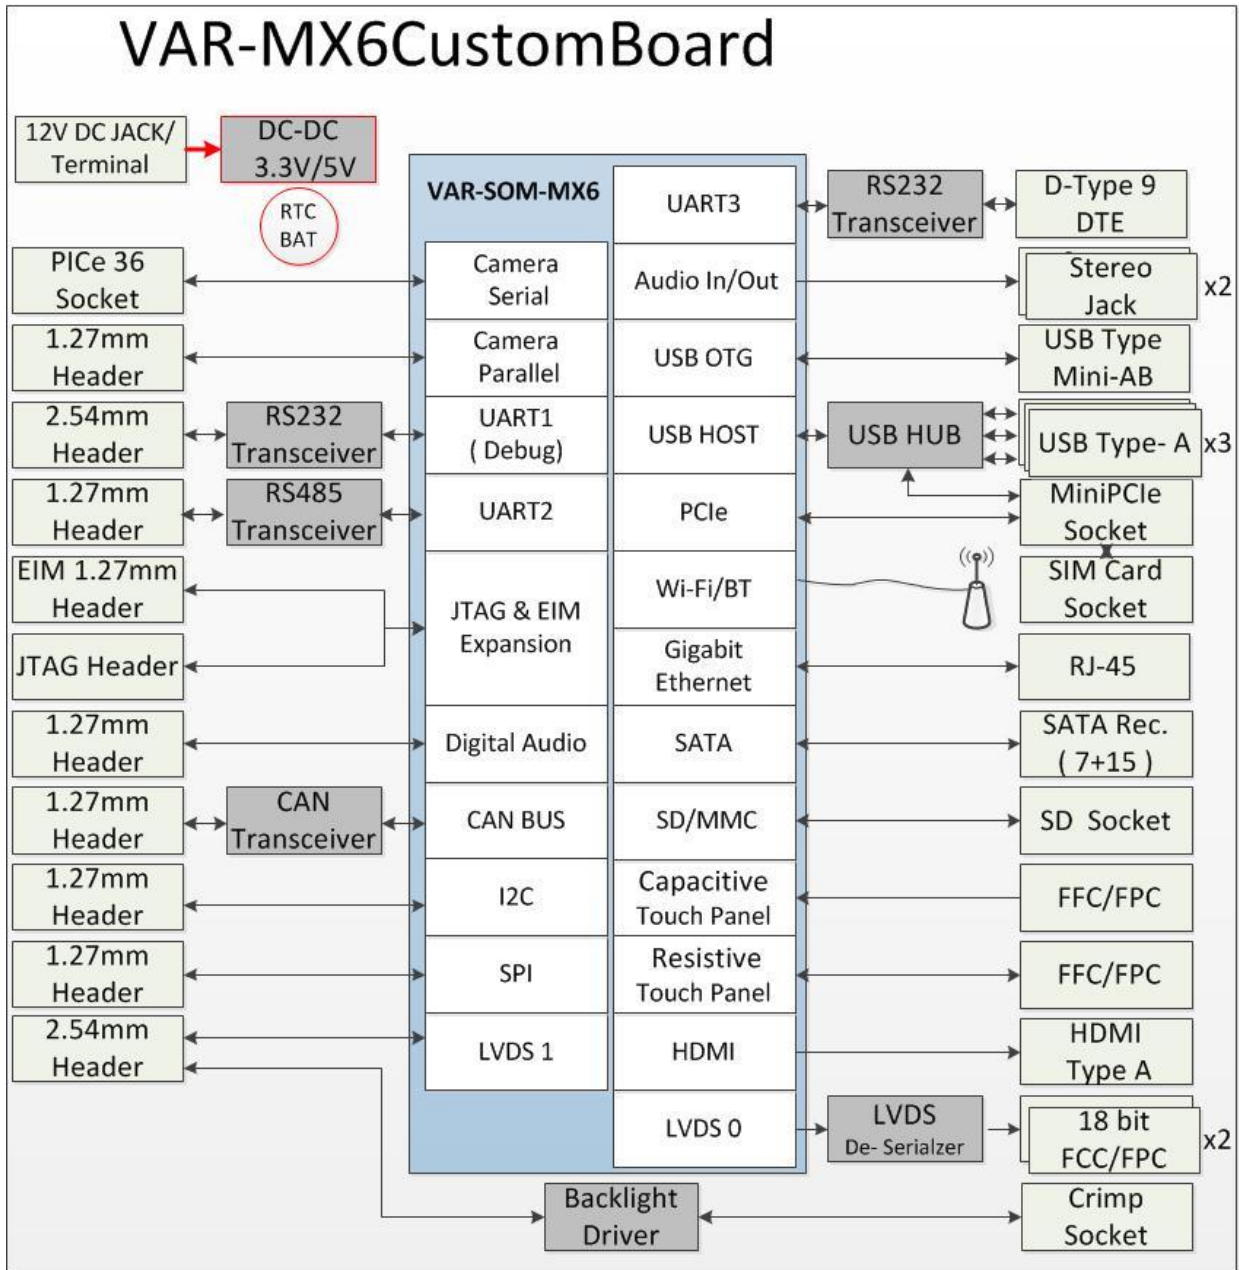 VAR-MX6CustomBoard
12V DC JACK/
Terminal
DC-DC
3.3V/5V
RTC
BAT
VAR-SOM-MX6
PICe 36
Socket
1.27mm
Header
2.54mm
Header
RS232
Transceiver
1.27mm
Header
RS485
Transceiver
EIM 1.27mm
Header
JTAG Header
1.27mm
Header
1.27mm
Header
CAN
Transceiver
1.27mm
Header
1.27mm
Header
2.54mm
Header
Camera
Serial
Camera
Parallel
UART1
( Debug)
UART2
JTAG & EIM
Expansion
Digital Audio
CAN BUS
I2C
SPI
LVDS 1
UART3
Audio In/Out
USB OTG
USB HOST
PCIe
Wi-Fi/BT
Gigabit
Ethernet
SATA
SD/MMC
Capacitive
Touch Panel
Resistive
Touch Panel
HDMI
LVDS 0
RS232
Transceiver
D-Type 9
DTE
Stereo
Jack
x2
USB Type
Mini-AB
USB HUB
USB Type- A
x3
MiniPCIe
Socket
SIM Card
Socket
RJ-45
SATA Rec.
( 7+15 )
SD Socket
FFC/FPC
FFC/FPC
HDMI
Type A
LVDS
De- Serialzer
18 bit
FCC/FPC
x2
Backlight
Driver
Crimp
Socket